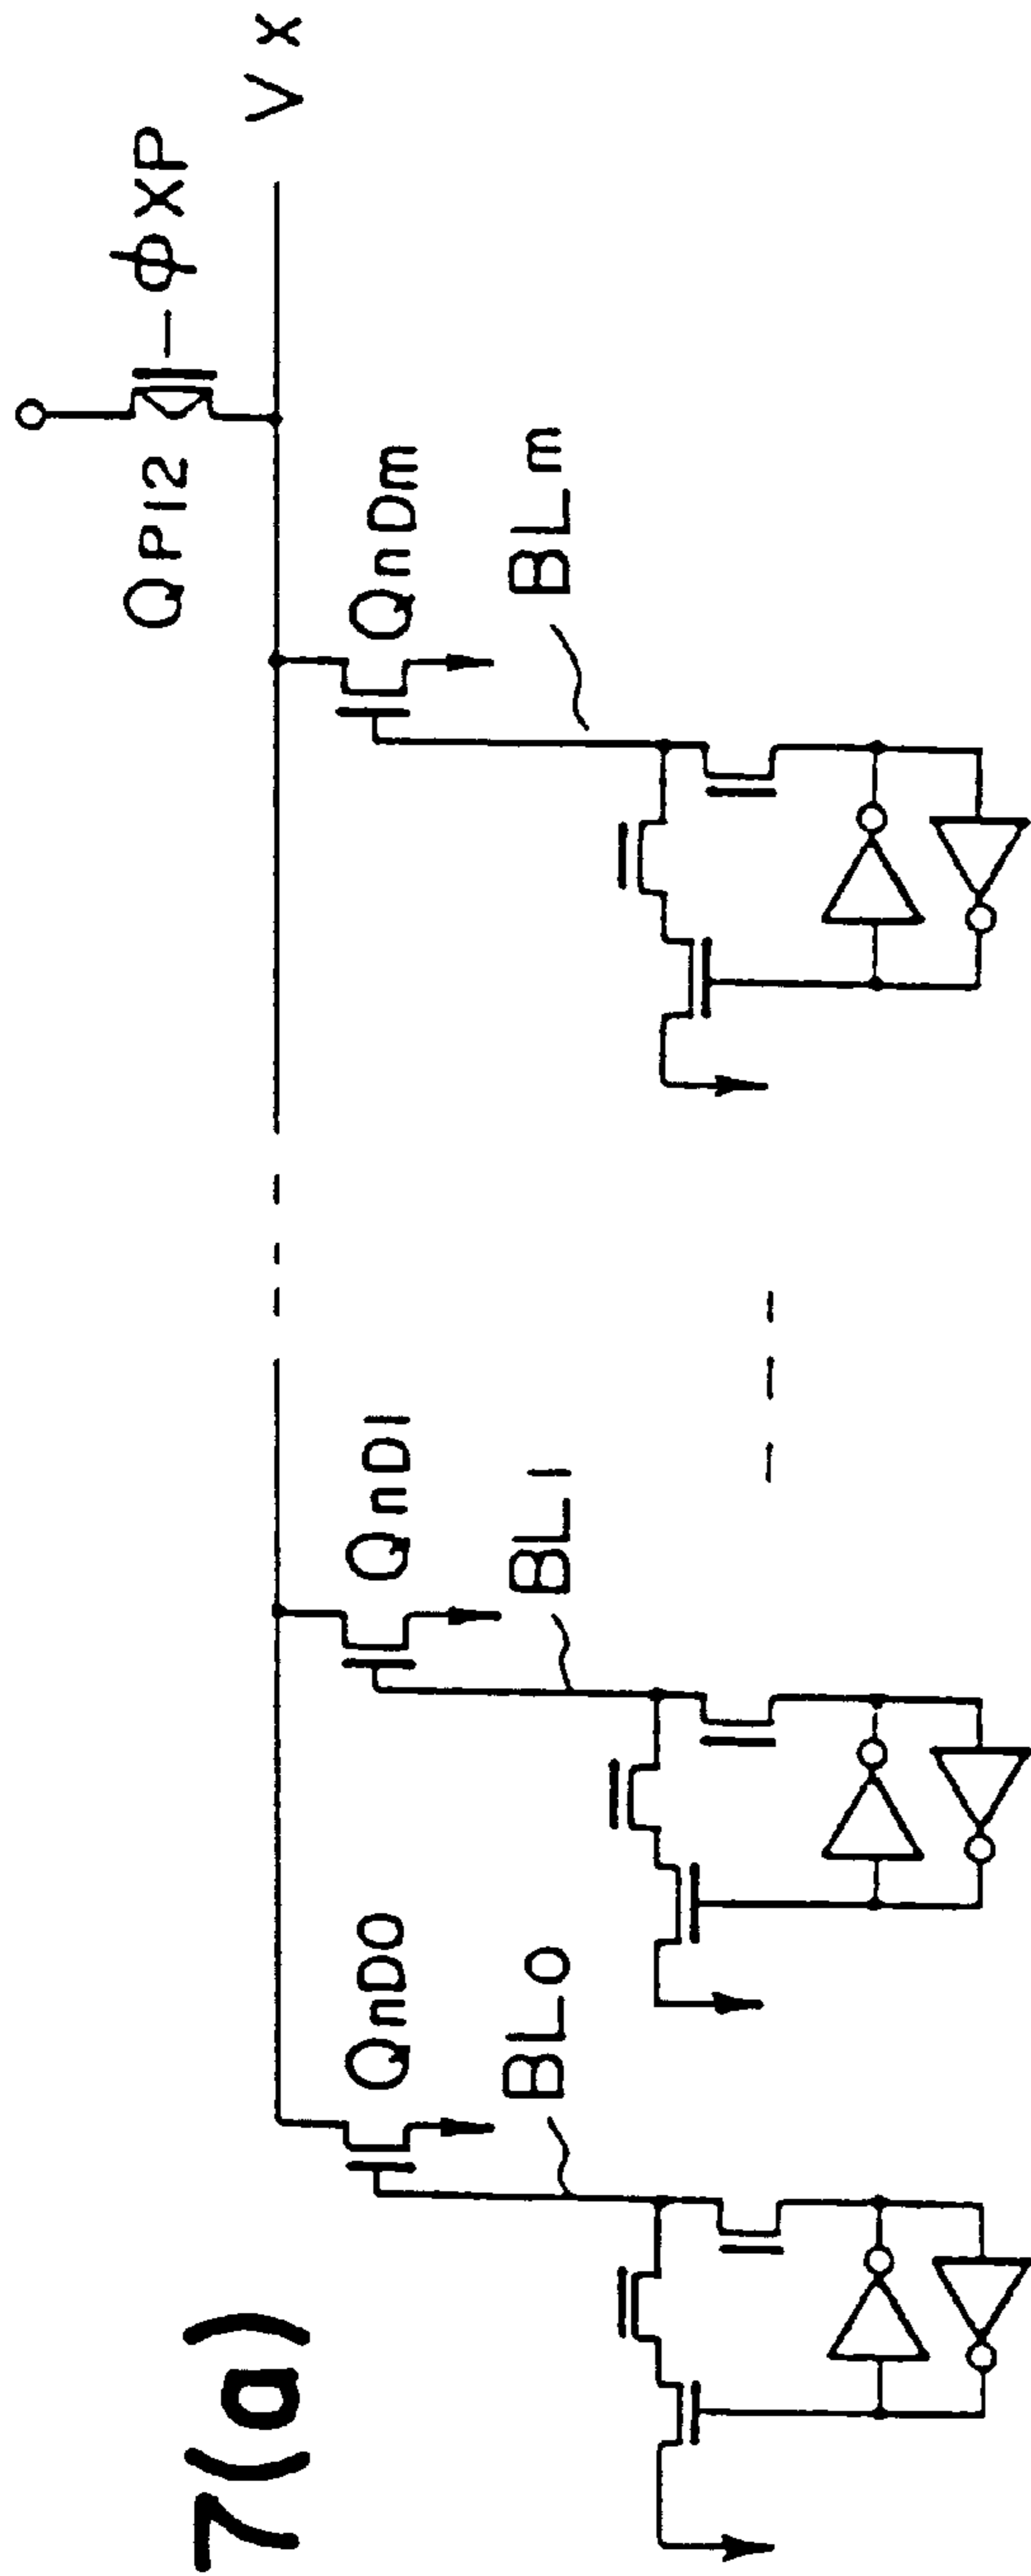 7(a)
QP12
–ϕXP
Vx
QnD0
QnD1
QnDm
BL0
BL1
BLm